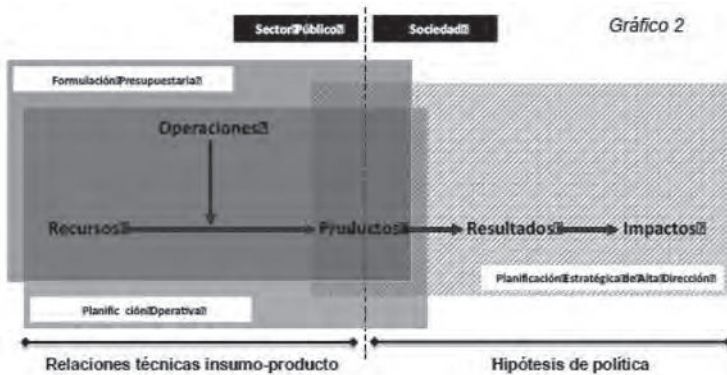 Sector Público
Sociedad
Gráfico 2
Formulación Presupuestaria
Operaciones
Recursos
Productos
Resultados
Impactos
Planificación Estratégica de Alta Dirección
Planific ción Operativa
Relaciones técnicas insumo-producto
Hipótesis de política